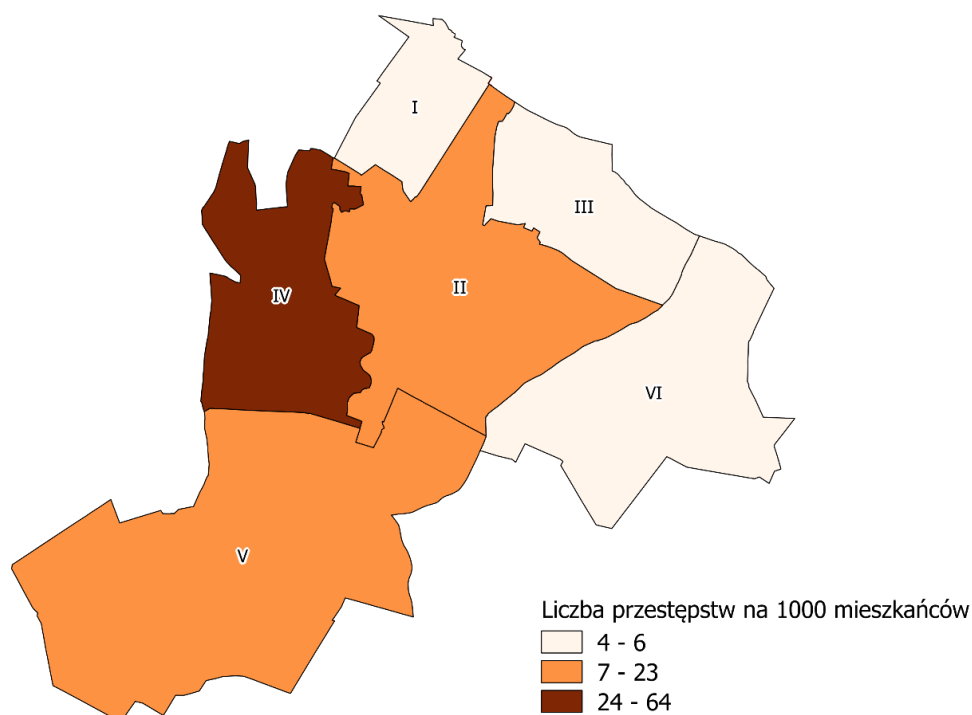 I
III
II
IV
VI
V
Liczba przestępstw na 1000 mieszkańców
4 - 6
7 - 23
24 - 64